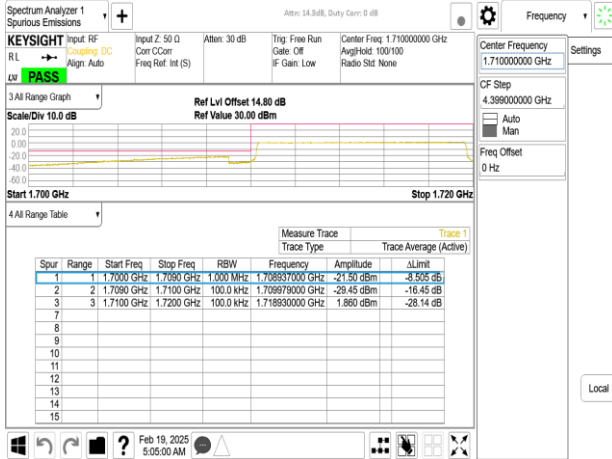 Spectrum Analyzer 1
Spurious Emissions
Attn: 14.8dB, Duty Corr: 0 dB
Frequency
KEYSIGHT
RL
PASS
Input: RF
Coupling: DC
Align: Auto
Input Z: 50 Ω
Corr CCorr
Freq Ref: Int (S)
Atten: 30 dB
Trig: Free Run
Gate: Off
IF Gain: Low
Center Freq: 1.710000000 GHz
Avg|Hold: 100/100
Radio Std: None
Center Frequency
1.710000000 GHz
Settings
CF Step
4.399000000 GHz
Auto
Man
Freq Offset
0 Hz
3 All Range Graph
Scale/Div 10.0 dB
Ref Lvl Offset 14.80 dB
Ref Value 30.00 dBm
20.0
0.00
-20.0
-40.0
-60.0
Start 1.700 GHz
Stop 1.720 GHz
4 All Range Table
Measure Trace Trace 1
Trace Type Trace Average (Active)
Spur Range Start Freq Stop Freq RBW Frequency Amplitude ΔLimit
1 1 1.7000 GHz 1.7090 GHz 1.000 MHz 1.708937000 GHz -21.50 dBm -8.505 dB
2 2 1.7090 GHz 1.7100 GHz 100.0 kHz 1.709979000 GHz -29.45 dBm -16.45 dB
3 3 1.7100 GHz 1.7200 GHz 100.0 kHz 1.718930000 GHz 1.860 dBm -28.14 dB
7
8
9
10
11
12
13
14
15
Local
Feb 19, 2025
5:05:00 AM